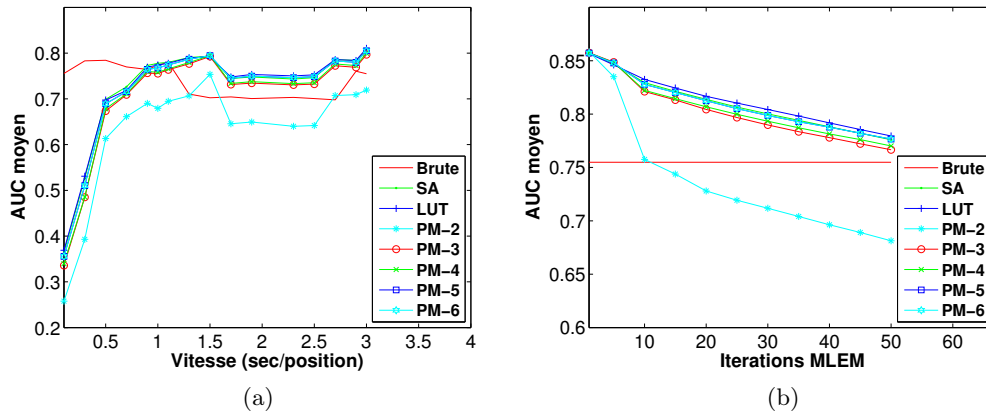 0.8
0.7
0.6
0.5
0.4
0.3
0.2
AUC moyen
0.5 1 1.5 2 2.5 3 3.5 4
Vitesse (sec/position)
Brute
SA
LUT
PM-2
PM-3
PM-4
PM-5
PM-6
(a)
0.85
0.8
0.75
0.7
0.65
0.6
AUC moyen
10 20 30 40 50 60
Iterations MLEM
Brute
SA
LUT
PM-2
PM-3
PM-4
PM-5
PM-6
(b)